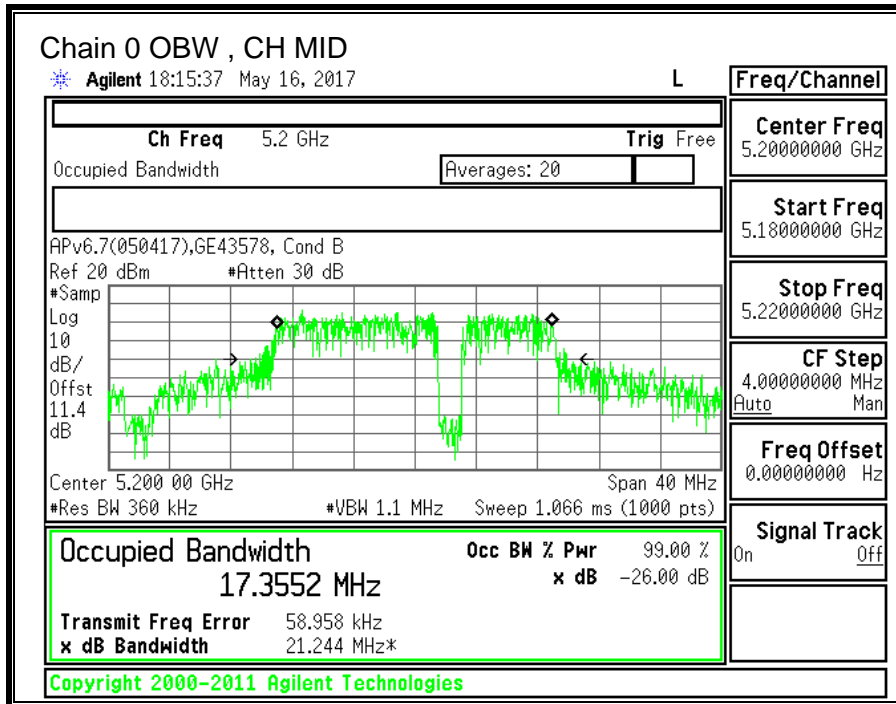 Chain 0 OBW , CH MID
Agilent 18:15:37 May 16, 2017 L
Freq/Channel
Ch Freq 5.2 GHz Trig Free
Occupied Bandwidth Averages: 20
APv6.7(050417),GE43578, Cond B
Ref 20 dBm #Atten 30 dB
#Samp
Log
10
dB/
Offst
11.4
dB
Center 5.200 00 GHz Span 40 MHz
#Res BW 360 kHz #VBW 1.1 MHz Sweep 1.066 ms (1000 pts)
Occupied Bandwidth Occ BW % Pwr 99.00 %
17.3552 MHz x dB -26.00 dB
Transmit Freq Error 58.958 kHz
x dB Bandwidth 21.244 MHz*
Copyright 2000-2011 Agilent Technologies
Center Freq
5.20000000 GHz
Start Freq
5.18000000 GHz
Stop Freq
5.22000000 GHz
CF Step
4.00000000 MHz
Auto Man
Freq Offset
0.00000000 Hz
Signal Track
On Off